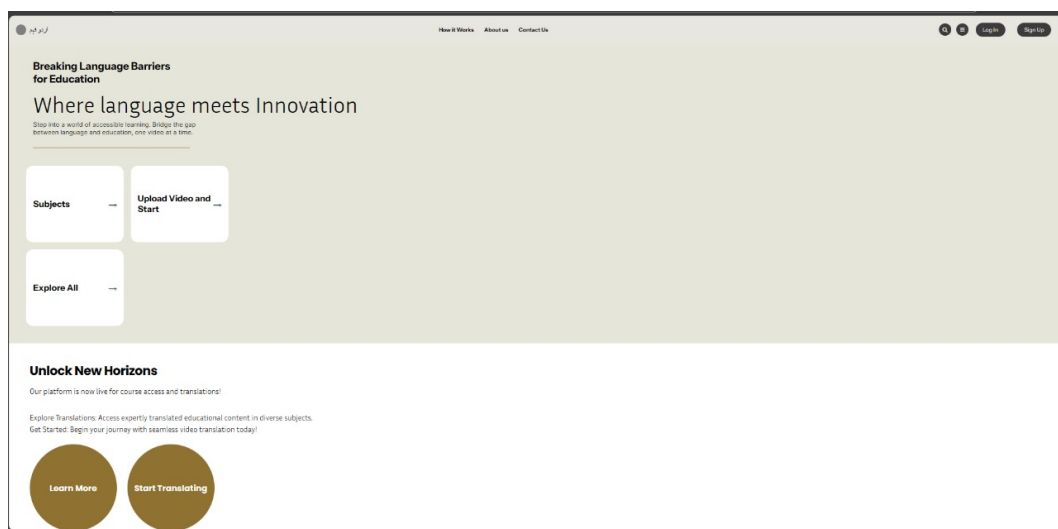 اردو فہم
How it Works About us Contact Us
Log In Sign Up
Breaking Language Barriers
for Education
Where language meets Innovation
Step into a world of accessible learning. Bridge the gap
between language and education, one video at a time.
Subjects →
Upload Video and
Start →
Explore All →
Unlock New Horizons
Our platform is now live for course access and translations!
Explore Translations: Access expertly translated educational content in diverse subjects.
Get Started: Begin your journey with seamless video translation today!
Learn More
Start Translating